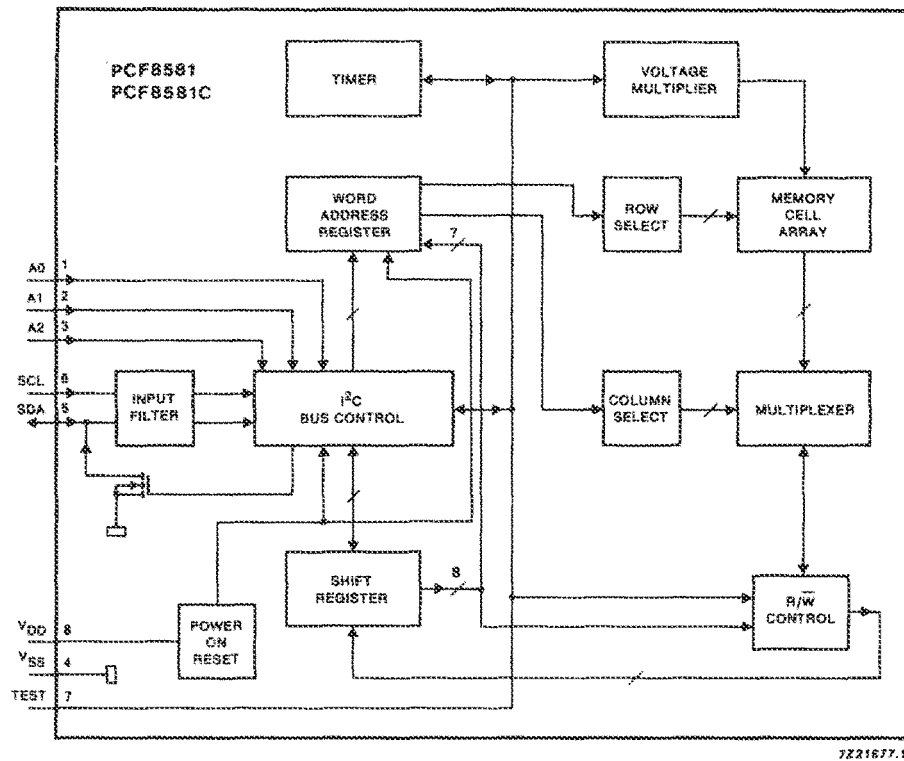 PCF8581
PCF8581C
TIMER
VOLTAGE
MULTIPLIER
WORD
ADDRESS
REGISTER
7
ROW
SELECT
MEMORY
CELL
ARRAY
A0 1
A1 2
A2 3
SCL 6
SDA 5
INPUT
FILTER
I²C
BUS CONTROL
COLUMN
SELECT
MULTIPLEXER
SHIFT
REGISTER
8
R/W̅
CONTROL
POWER
ON
RESET
VDD 8
VSS 4
TEST 7
7Z21677.1